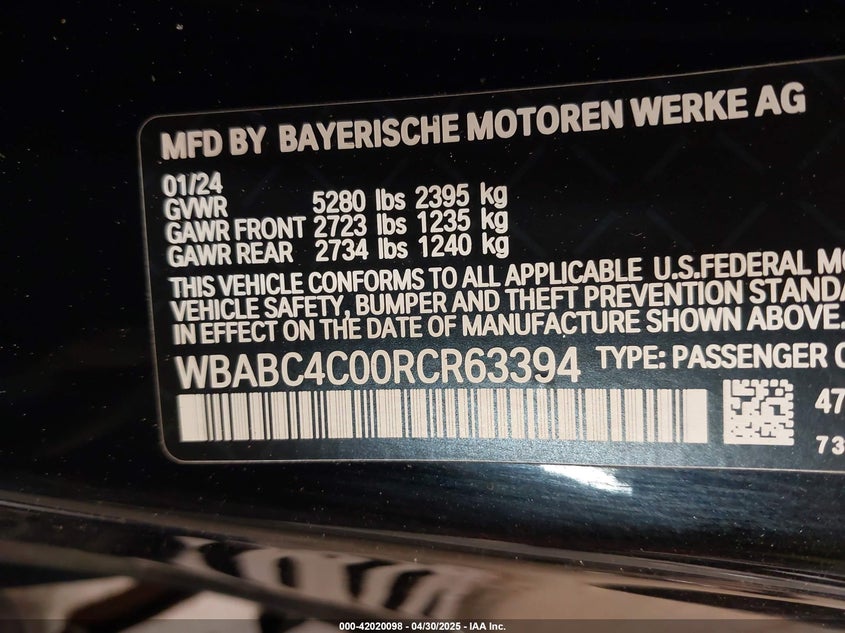 MFD BY BAYERISCHE MOTOREN WERKE AG
01/24
GVWR 5280 lbs 2395 kg
GAWR FRONT 2723 lbs 1235 kg
GAWR REAR 2734 lbs 1240 kg
THIS VEHICLE CONFORMS TO ALL APPLICABLE U.S.FEDERAL
VEHICLE SAFETY, BUMPER AND THEFT PREVENTION
IN EFFECT ON THE DATE OF MANUFACTURE SHOWN ABOVE.
WBABC4C00RCR63394 TYPE: PASSENGER
47
73
000-42020098 - 04/30/2025 - IAA Inc.